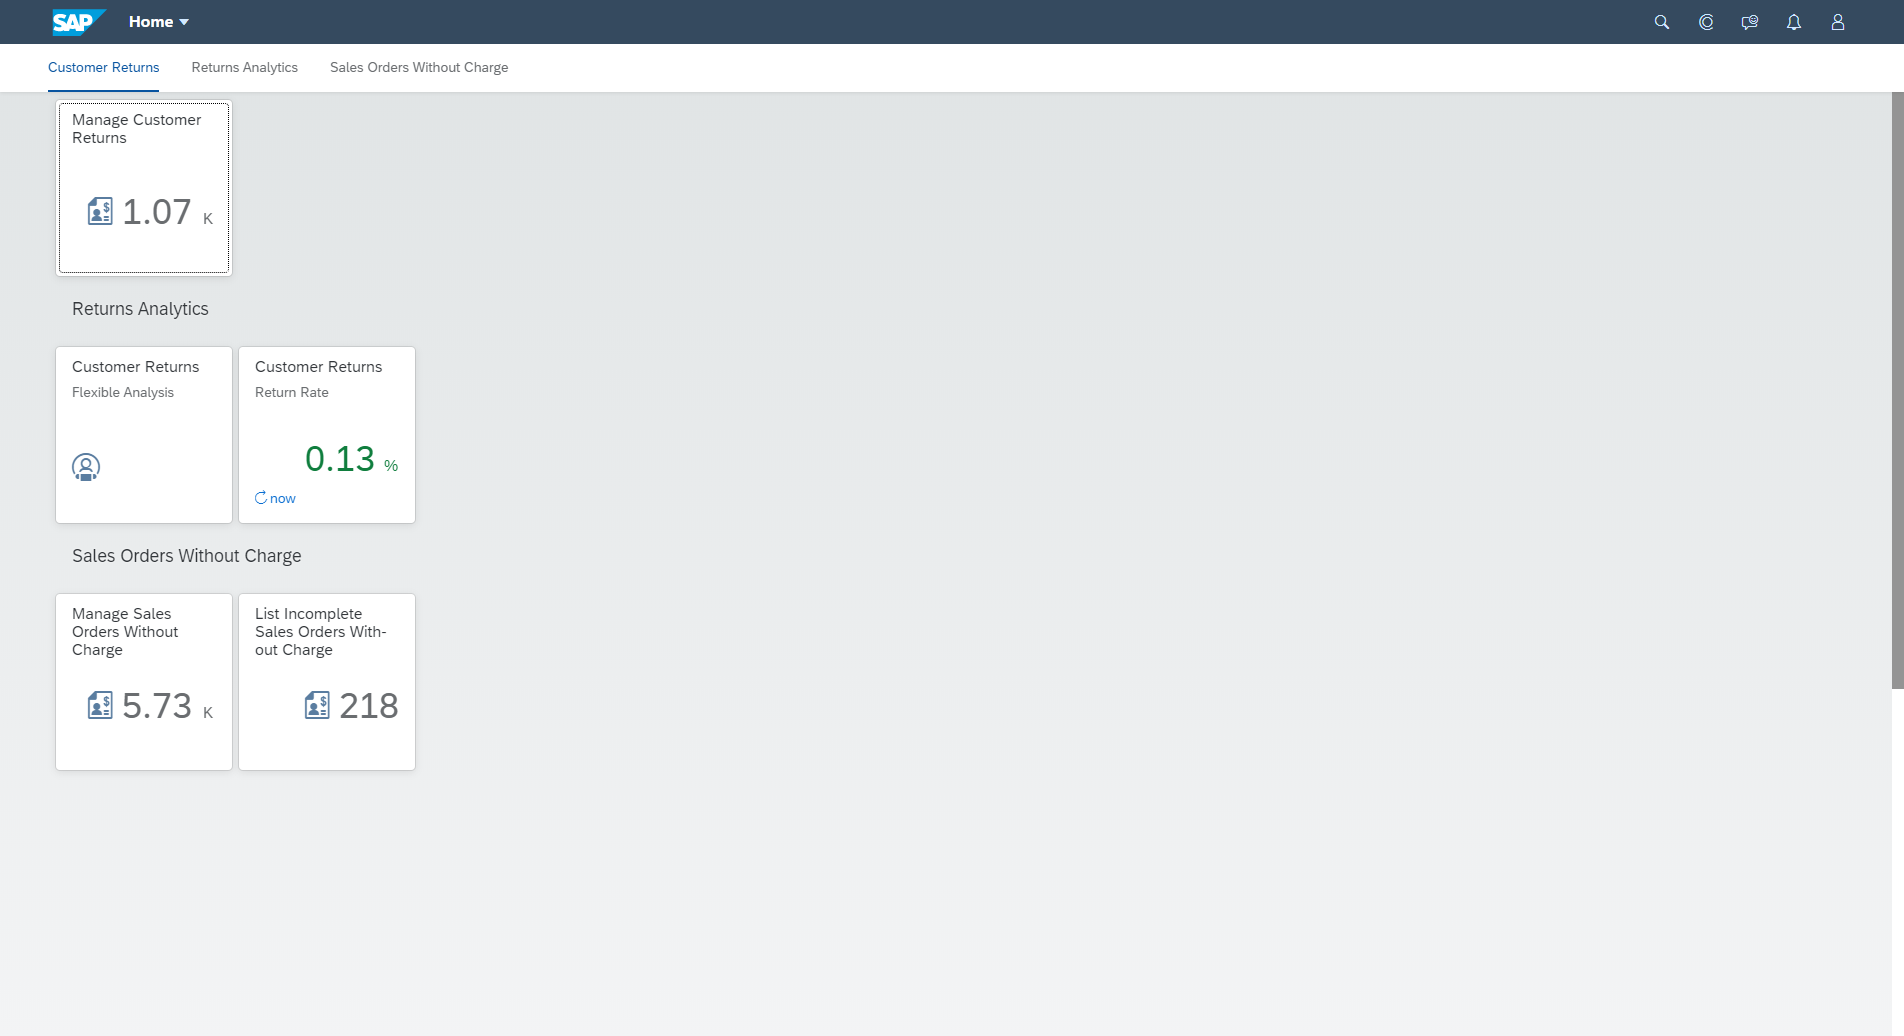 SAP Home
Customer Returns Returns Analytics Sales Orders Without Charge
Manage Customer
Returns
1.07 K
Returns Analytics
Customer Returns
Flexible Analysis
Customer Returns
Return Rate
0.13 %
now
Sales Orders Without Charge
Manage Sales
Orders Without
Charge
5.73 K
List Incomplete
Sales Orders With-
out Charge
218